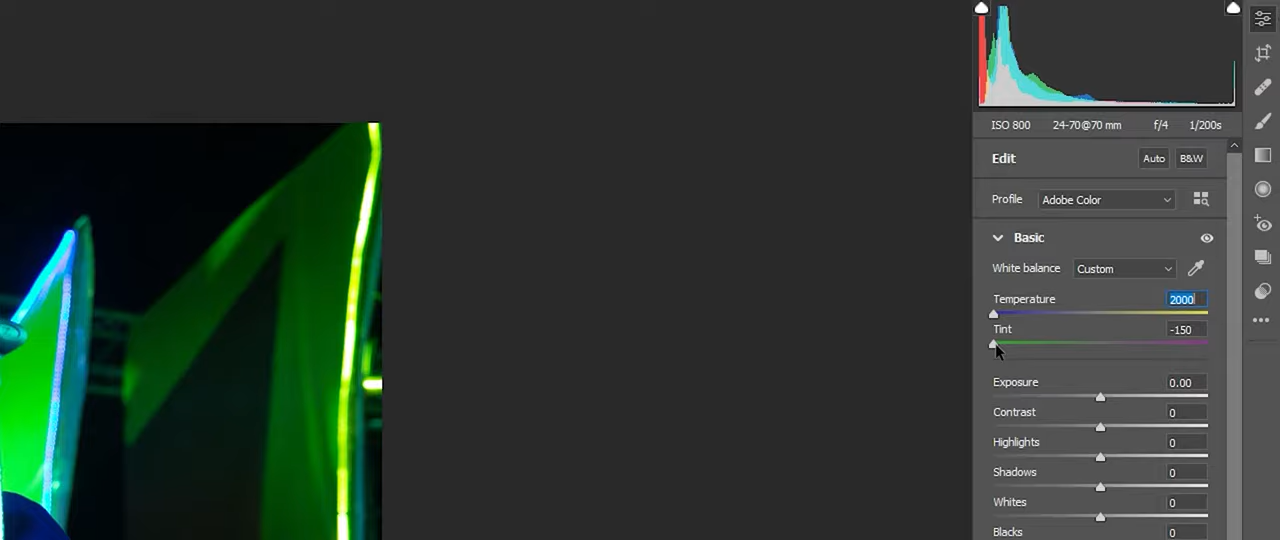 ISO 800 24-70@70 mm f/4 1/200s
Edit Auto B&W
Profile Adobe Color
Basic
White balance Custom
Temperature 2000
Tint -150
Exposure 0.00
Contrast 0
Highlights 0
Shadows 0
Whites 0
Blacks 0